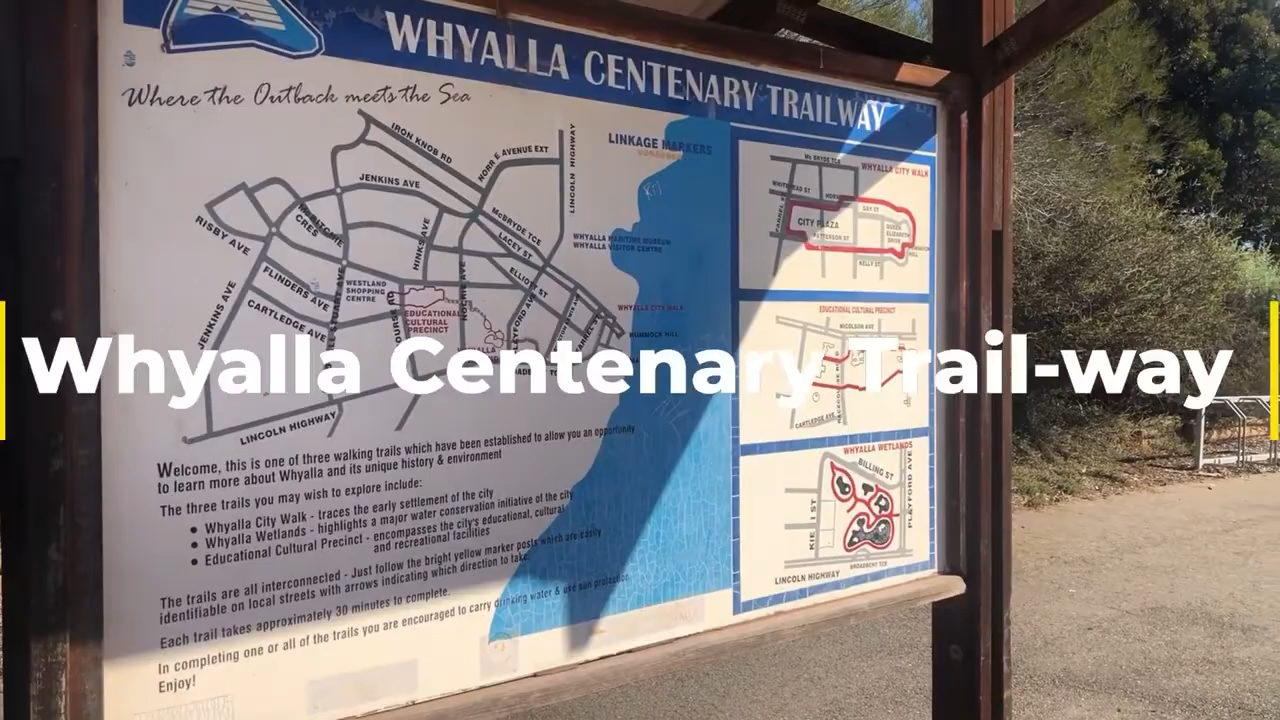 WHYALLA CENTENARY TRAILWAY
Where the Outback meets the Sea
IRON KNOB RD
NORRIE AVENUE EXT
LINCOLN HIGHWAY
LINKAGE MARKERS
JENKINS AVE
RISBY AVE
McRITCHIE
CRES
HINKS AVE
McBRYDE TCE
LACEY ST
ELLIOTT ST
WHYALLA MARITIME MUSEUM
WHYALLA VISITOR CENTRE
FLINDERS AVE
CARTLEDGE AVE
JENKINS AVE
WESTLAND
SHOPPING
CENTRE
EDUCATIONAL
CULTURAL
PRECINCT
WHYALLA CITY WALK
HUMMOCK HILL
LINCOLN HIGHWAY
WHYALLA CITY WALK
McBRYDE TCE
CITY PLAZA
PATTERSON ST
GAY ST
QUEEN
ELIZABETH
DRIVE
KELLY ST
EDUCATIONAL CULTURAL PRECINCT
NICOLSON AVE
CARTLEDGE AVE
WHYALLA WETLANDS
BILLING ST
PLAYFORD AVE
BROADBENT TCE
LINCOLN HIGHWAY
Whyalla Centenary Trail-way
Welcome, this is one of three walking trails which have been established to allow you an opportunity
to learn more about Whyalla and its unique history & environment
The three trails you may wish to explore include:
• Whyalla City Walk - traces the early settlement of the city
• Whyalla Wetlands - highlights a major water conservation initiative of the city
• Educational Cultural Precinct - encompasses the city's educational, cultural
and recreational facilities
The trails are all interconnected - Just follow the bright yellow marker posts which are easily
identifiable on local streets with arrows indicating which direction to take.
Each trail takes approximately 30 minutes to complete.
In completing one or all of the trails you are encouraged to carry drinking water & use sun protection.
Enjoy!